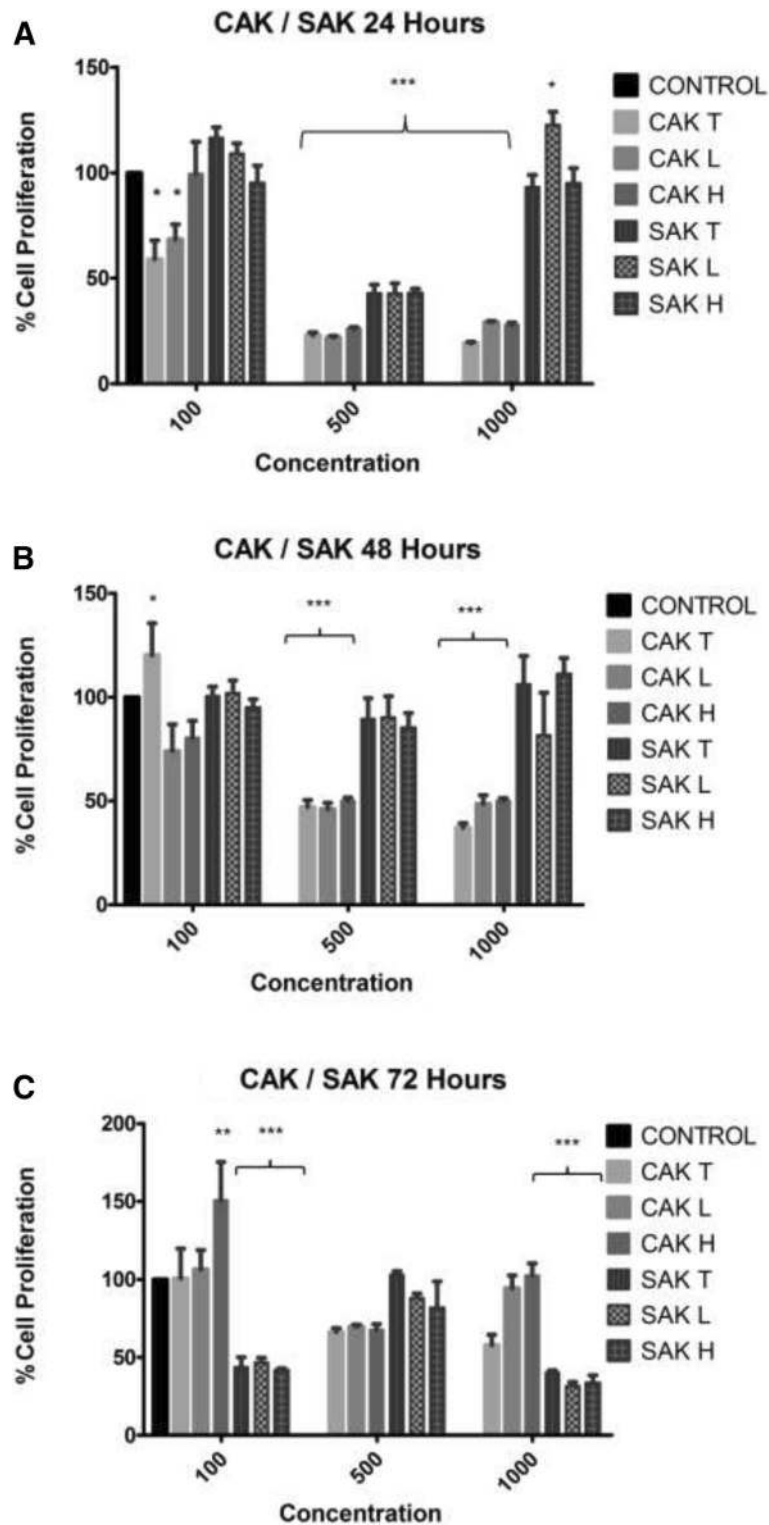 A
CAK / SAK 24 Hours
150
100
50
0
% Cell Proliferation
* *
***
*
100
500
1000
Concentration
CONTROL
CAK T
CAK L
CAK H
SAK T
SAK L
SAK H
B
CAK / SAK 48 Hours
150
100
50
0
% Cell Proliferation
*
***
***
100
500
1000
Concentration
CONTROL
CAK T
CAK L
CAK H
SAK T
SAK L
SAK H
C
CAK / SAK 72 Hours
200
150
100
50
0
% Cell Proliferation
**
***
***
100
500
1000
Concentration
CONTROL
CAK T
CAK L
CAK H
SAK T
SAK L
SAK H